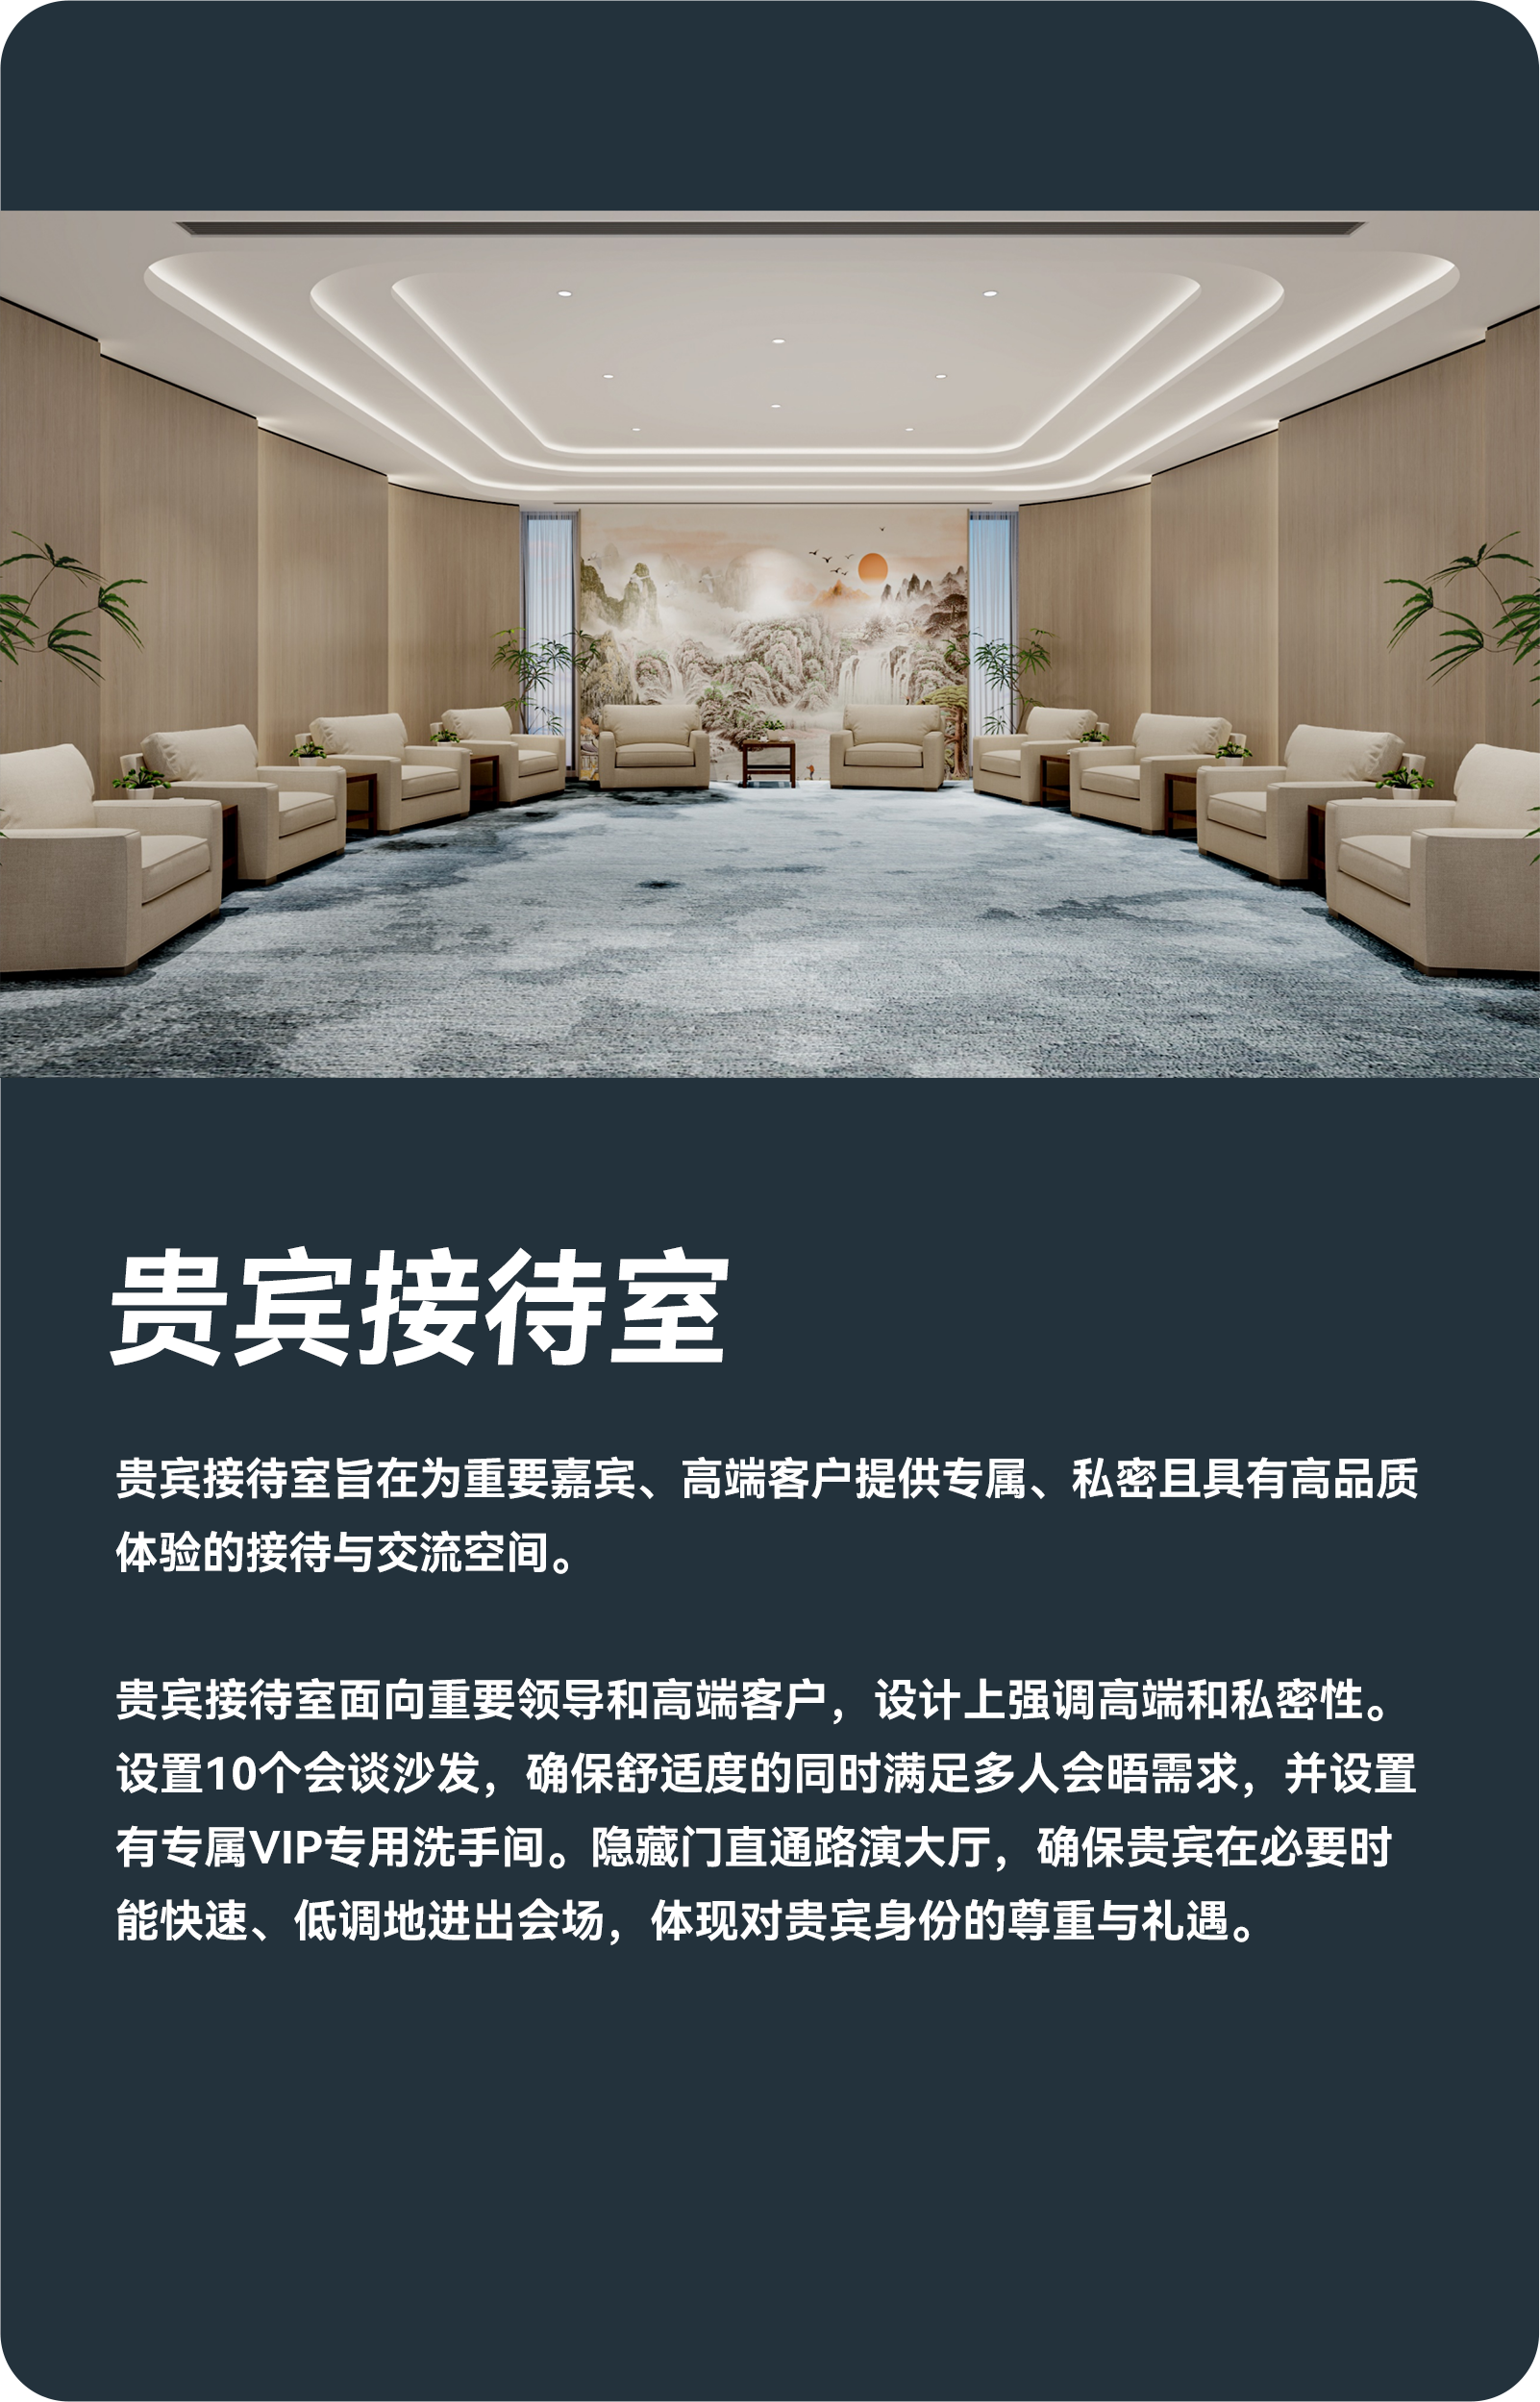 贵宾接待室
贵宾接待室旨在为重要嘉宾、高端客户提供专属、私密且具有高品质
体验的接待与交流空间。
贵宾接待室面向重要领导和高端客户，设计上强调高端和私密性。
设置10个会谈沙发，确保舒适度的同时满足多人会晤需求，并设置
有专属VIP专用洗手间。隐藏门直通路演大厅，确保贵宾在必要时
能快速、低调地进出会场，体现对贵宾身份的尊重与礼遇。